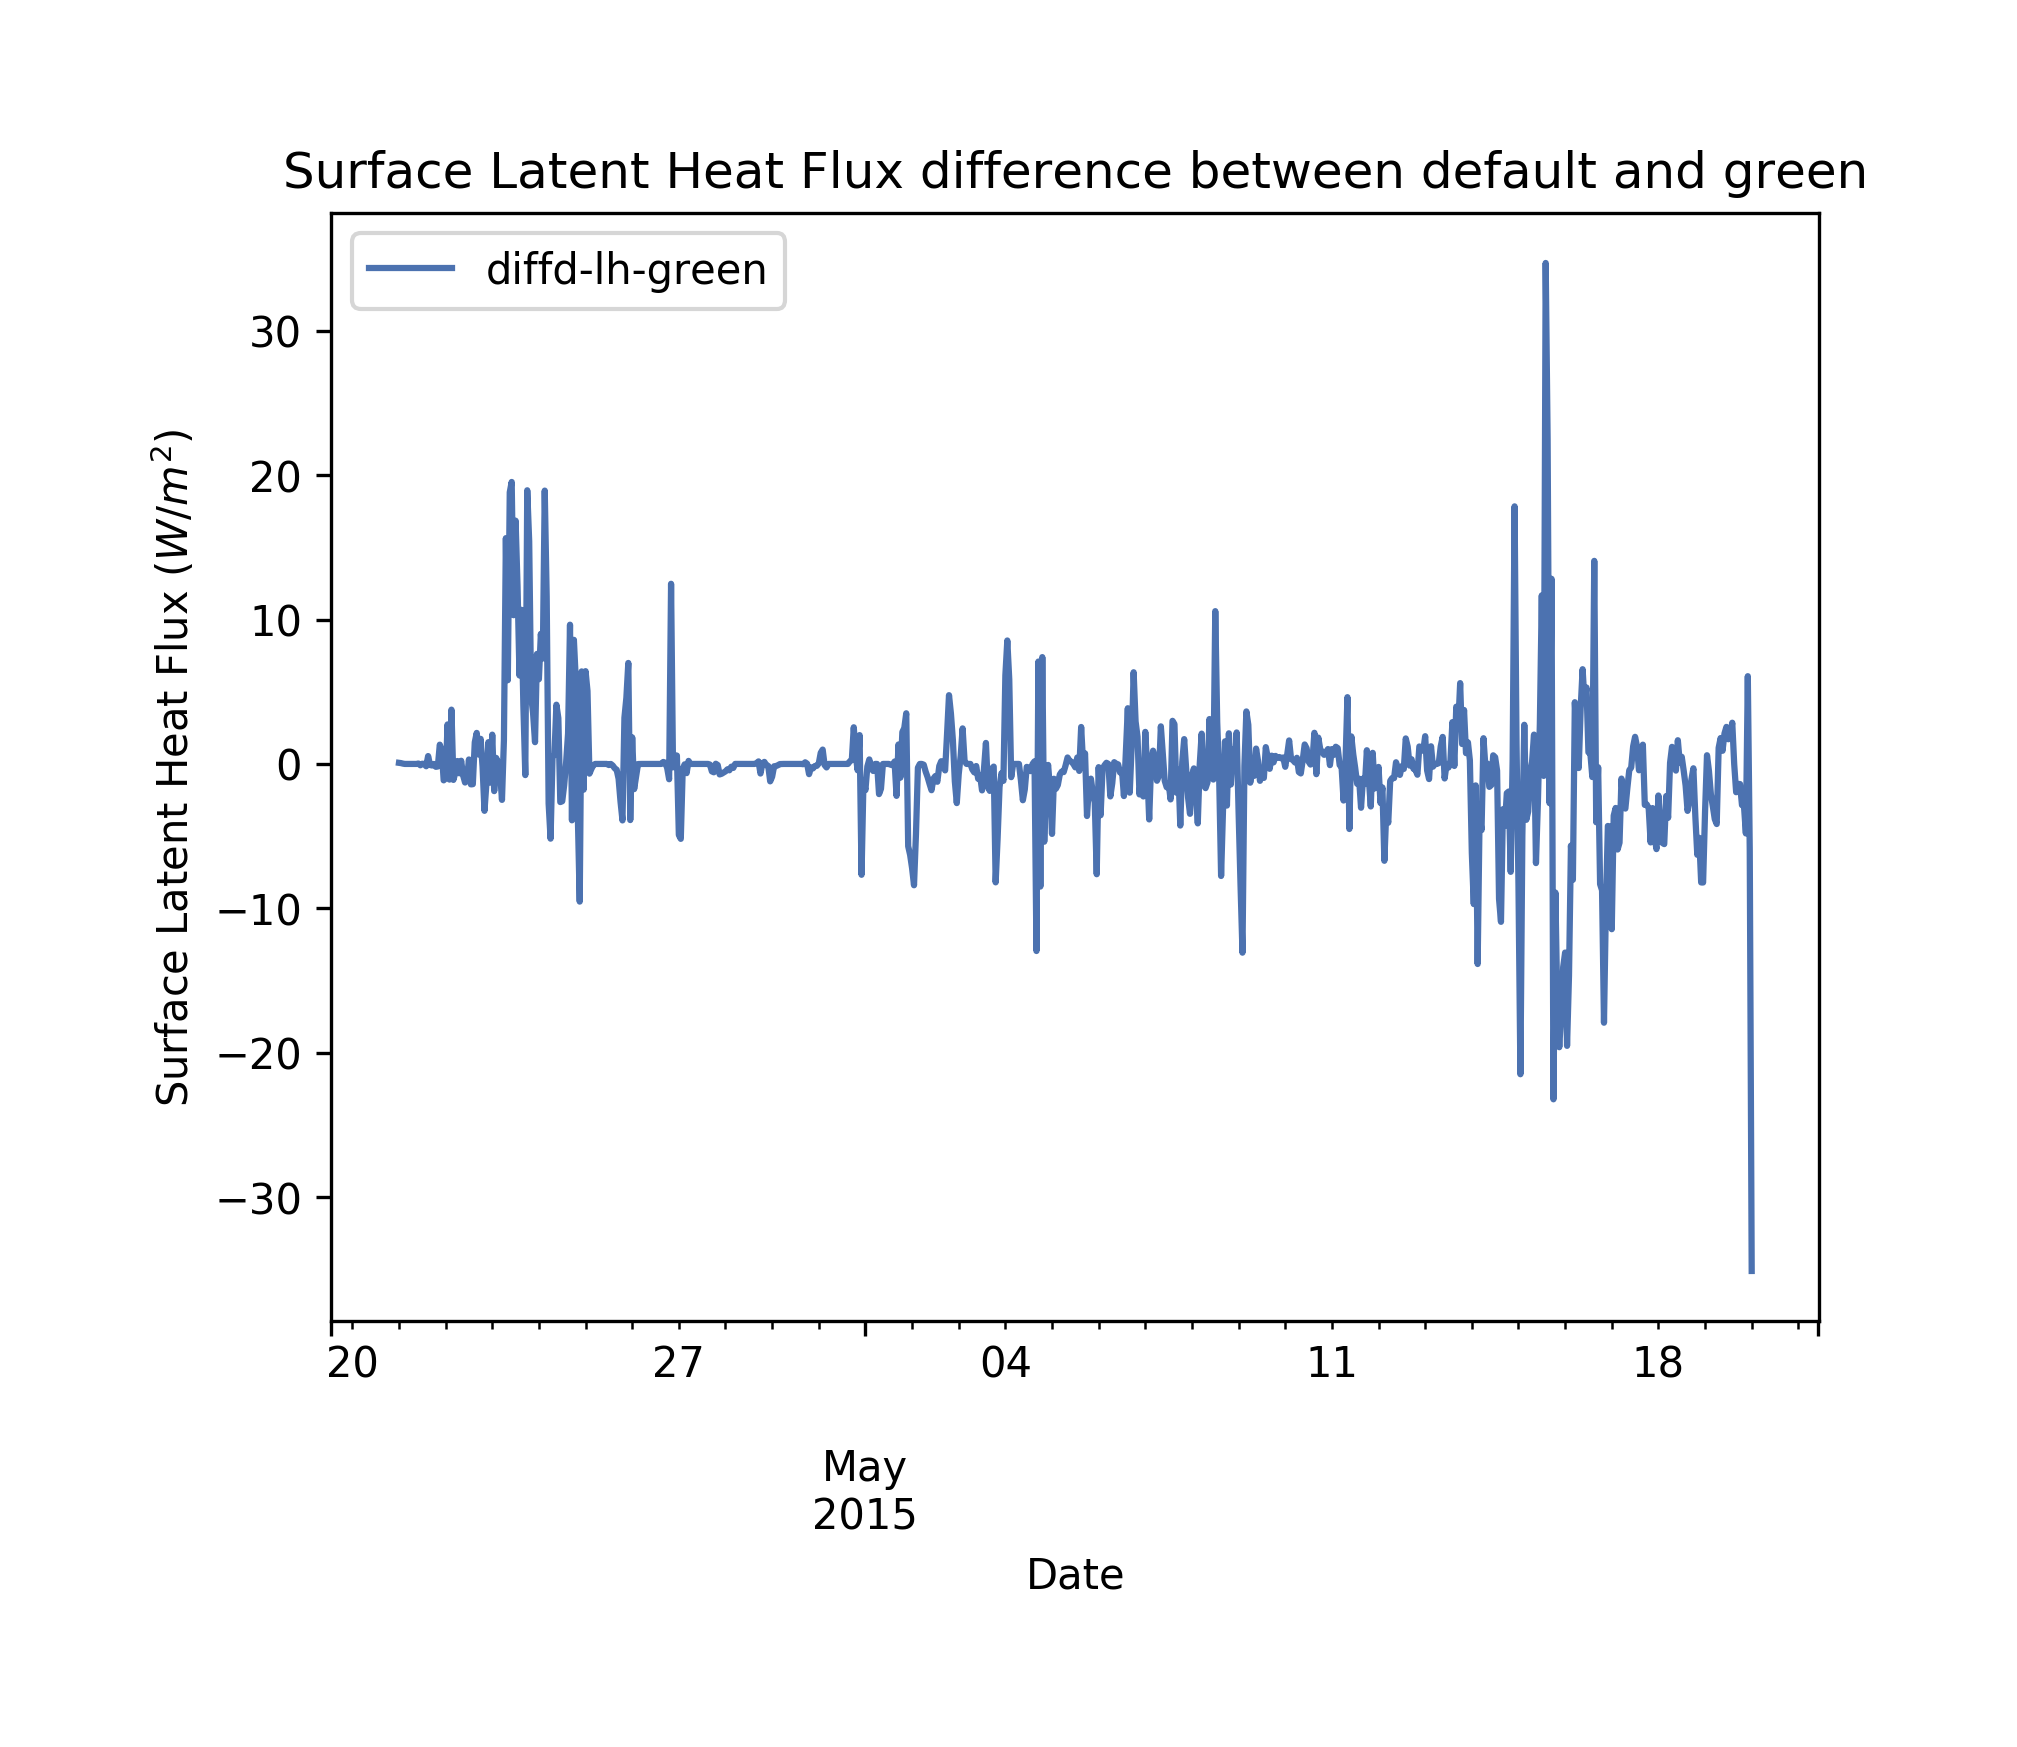 Surface Latent Heat Flux difference between default and green
diffd-lh-green
30
20
10
0
−10
−20
−30
Surface Latent Heat Flux (W/m²)
20 27 04 11 18
May
2015
Date